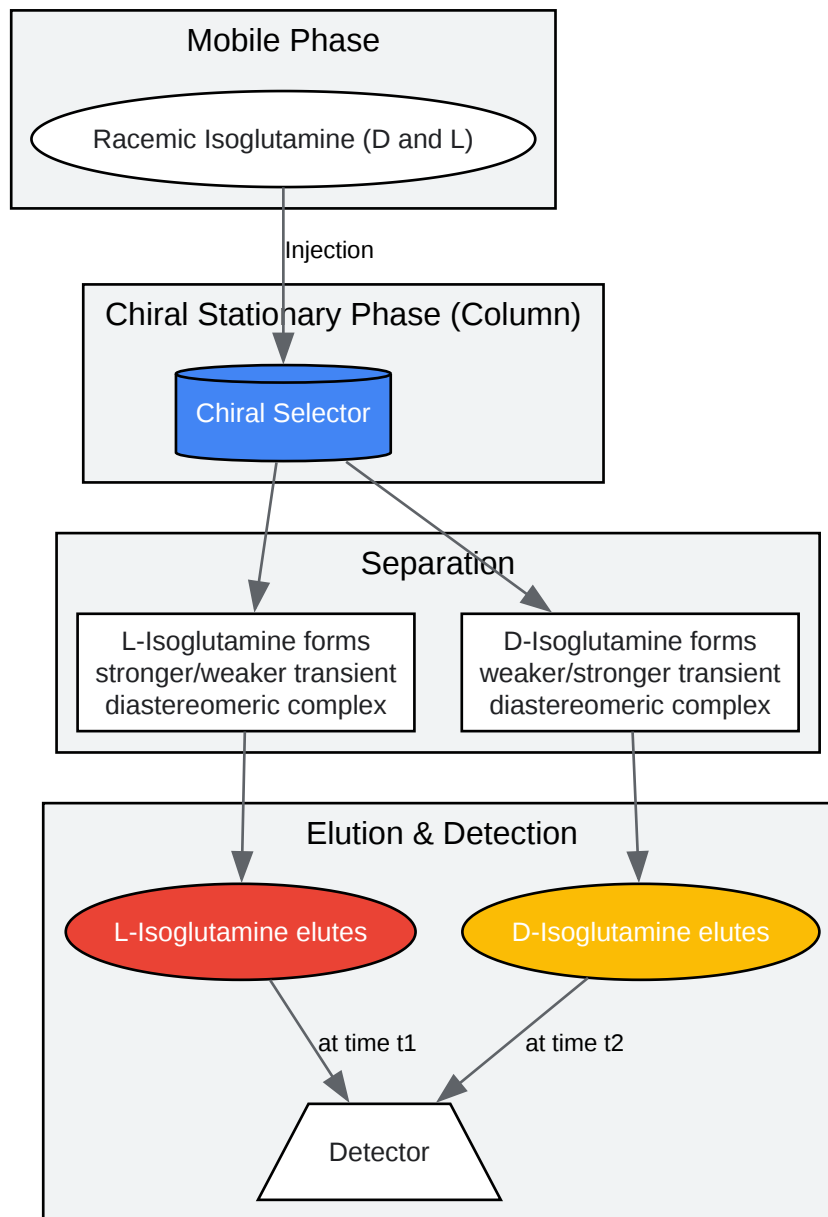 Mobile Phase
Racemic Isoglutamine (D and L)
Injection
Chiral Stationary Phase (Column)
Chiral Selector
Separation
L-Isoglutamine forms
stronger/weaker transient
diastereomeric complex
D-Isoglutamine forms
weaker/stronger transient
diastereomeric complex
Elution & Detection
L-Isoglutamine elutes
D-Isoglutamine elutes
at time t1
at time t2
Detector